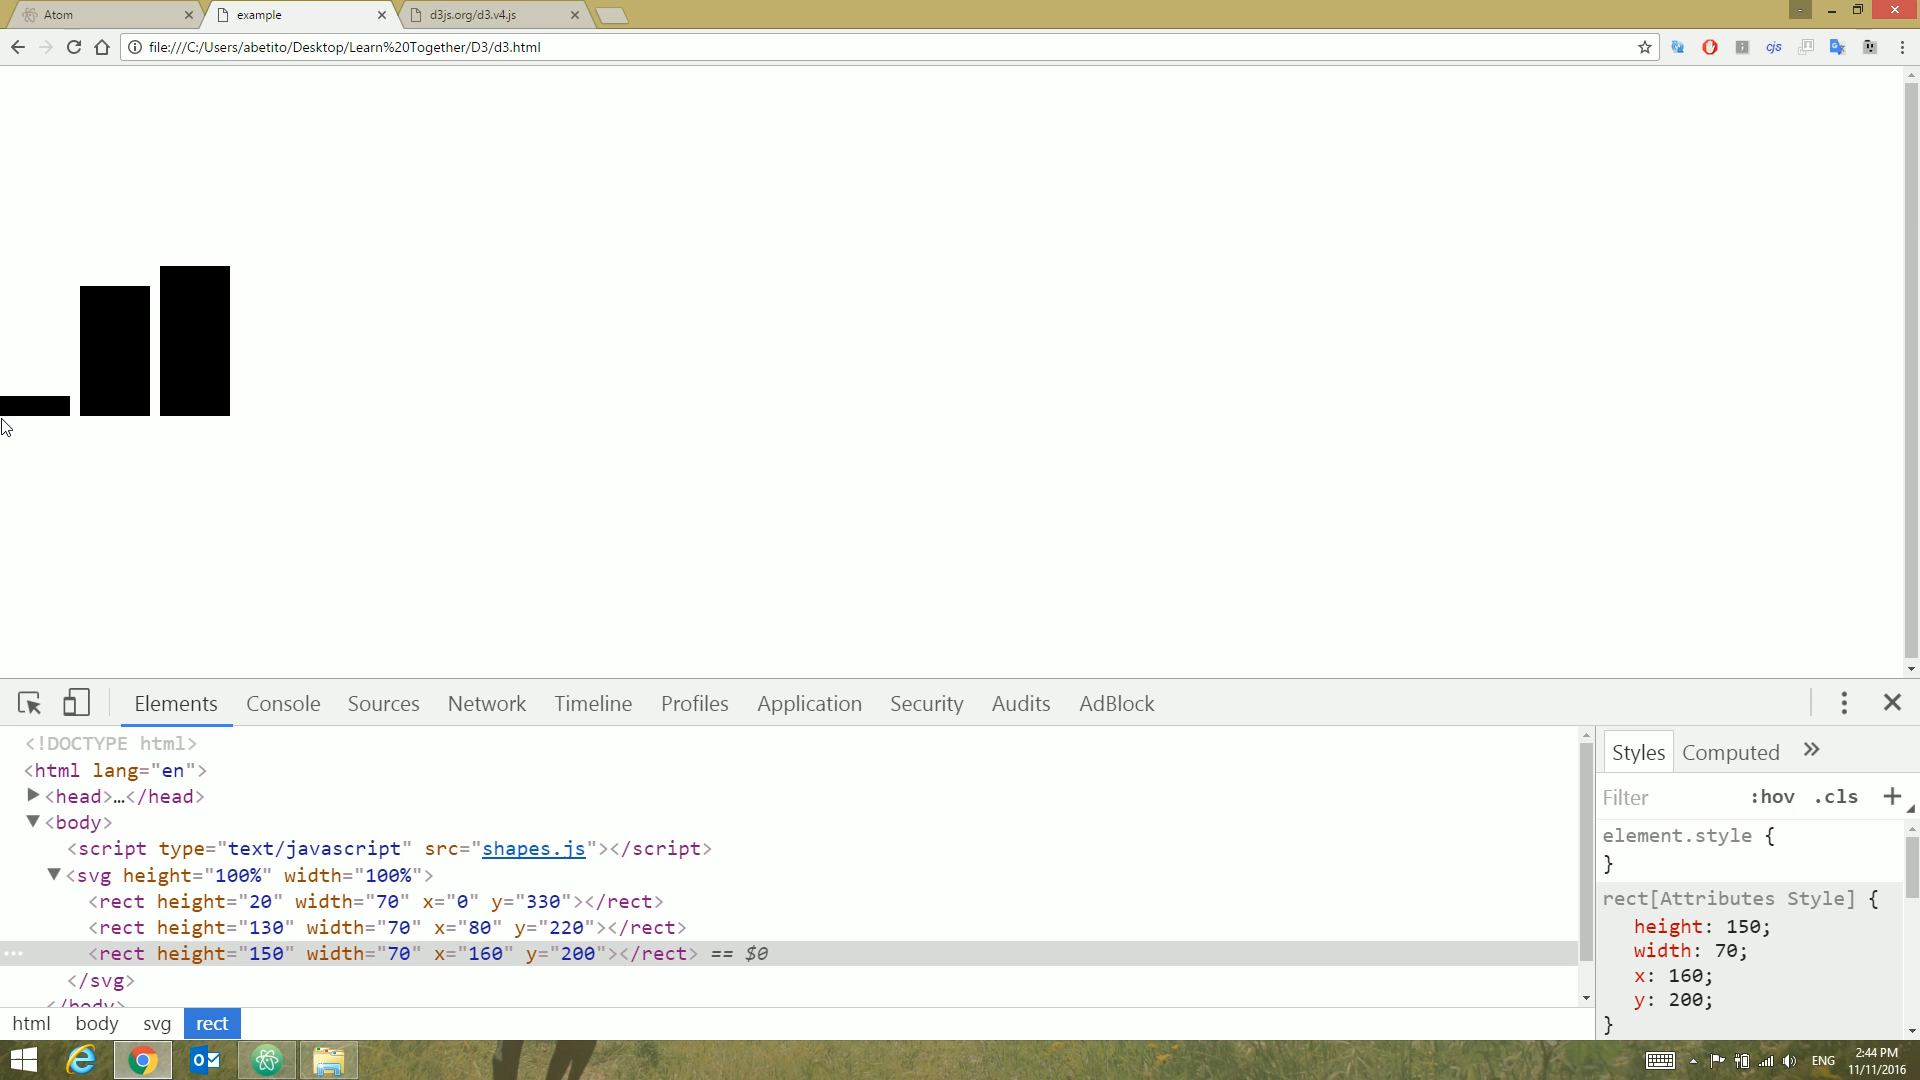 Atom
example
d3js.org/d3.v4.js
file:///C:/Users/abetito/Desktop/Learn%20Together/D3/d3.html
cjs
Elements Console Sources Network Timeline Profiles Application Security Audits AdBlock
<!DOCTYPE html>
<html lang="en">
<head>…</head>
<body>
<script type="text/javascript" src="shapes.js"></script>
<svg height="100%" width="100%">
<rect height="20" width="70" x="0" y="330"></rect>
<rect height="130" width="70" x="80" y="220"></rect>
<rect height="150" width="70" x="160" y="200"></rect> == $0
</svg>
</body>
html body svg rect
Styles Computed »
Filter :hov .cls +
element.style {
}
rect[Attributes Style] {
height: 150;
width: 70;
x: 160;
y: 200;
}
ENG
2:44 PM
11/11/2016